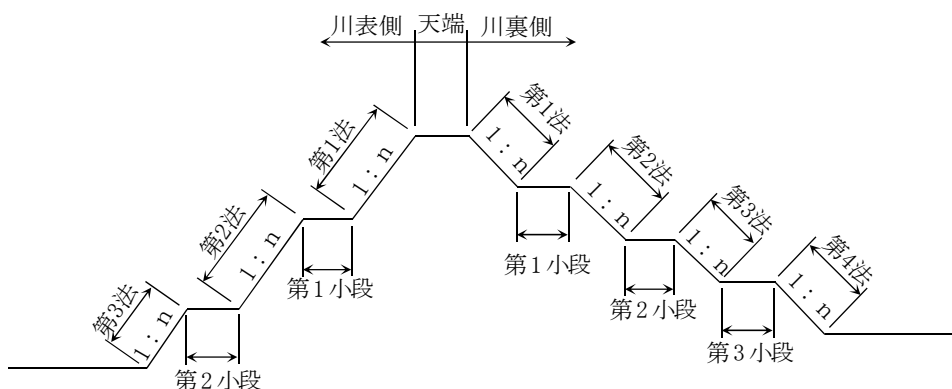 川表側 天端 川裏側
第1法
1：n
第2法
1：n
第3法
1：n
第1小段
第2小段
第1法
1：n
第2法
1：n
第3法
1：n
第4法
1：n
第1小段
第2小段
第3小段